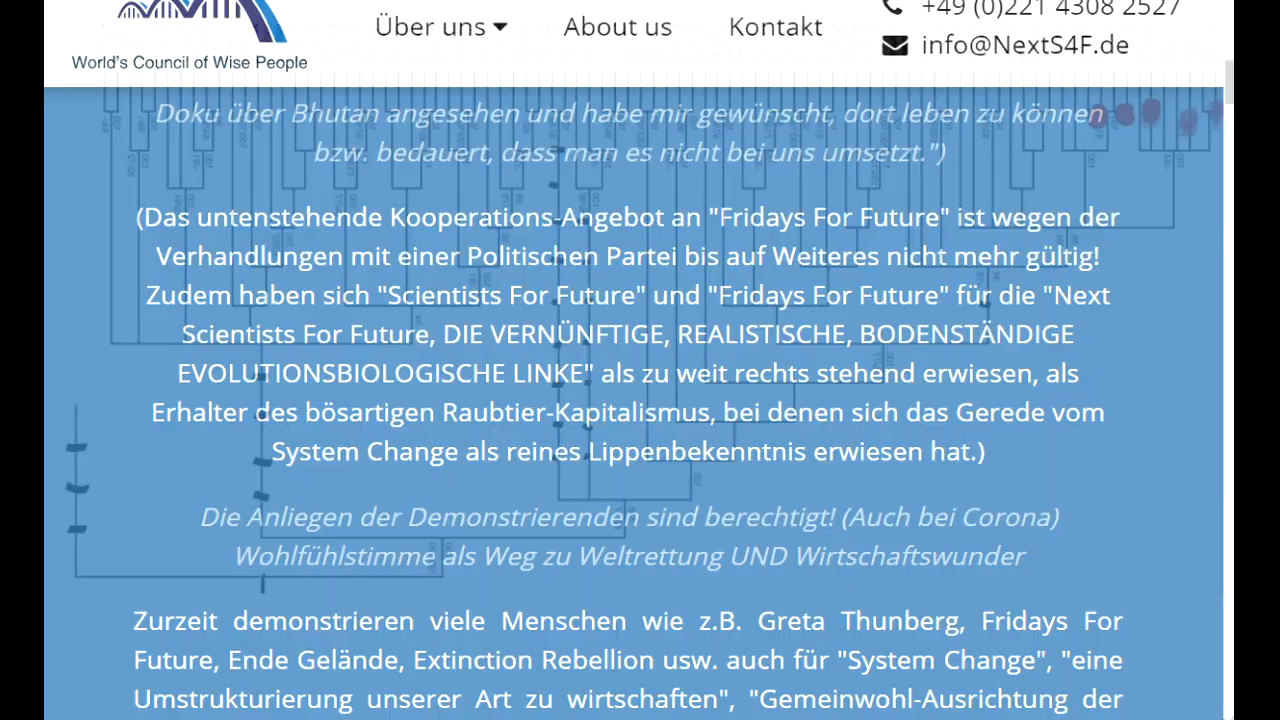 +49 (0)221 4308 2527
Über uns
About us
Kontakt
info@NextS4F.de
World's Council of Wise People
Doku über Bhutan angesehen und habe mir gewünscht, dort leben zu können
bzw. bedauert, dass man es nicht bei uns umsetzt.")
(Das untenstehende Kooperations-Angebot an "Fridays For Future" ist wegen der
Verhandlungen mit einer Politischen Partei bis auf Weiteres nicht mehr gültig!
Zudem haben sich "Scientists For Future" und "Fridays For Future" für die "Next
Scientists For Future, DIE VERNÜNFTIGE, REALISTISCHE, BODENSTÄNDIGE
EVOLUTIONSBIOLOGISCHE LINKE" als zu weit rechts stehend erwiesen, als
Erhalter des bösartigen Raubtier-Kapitalismus, bei denen sich das Gerede vom
System Change als reines Lippenbekenntnis erwiesen hat.)
Die Anliegen der Demonstrierenden sind berechtigt! (Auch bei Corona)
Wohlfühlstimme als Weg zu Weltrettung UND Wirtschaftswunder
Zurzeit demonstrieren viele Menschen wie z.B. Greta Thunberg, Fridays For
Future, Ende Gelände, Extinction Rebellion usw. auch für "System Change", "eine
Umstrukturierung unserer Art zu wirtschaften", "Gemeinwohl-Ausrichtung der